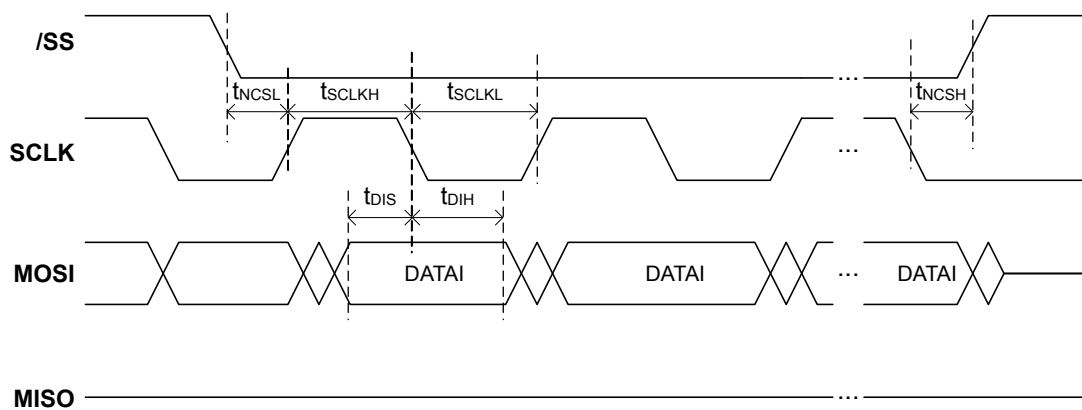 /SS
...
tNCSL tSCLKH tSCLKL tNCSH
SCLK
...
tDIS tDIH
MOSI DATAI DATAI ... DATAI
MISO
...